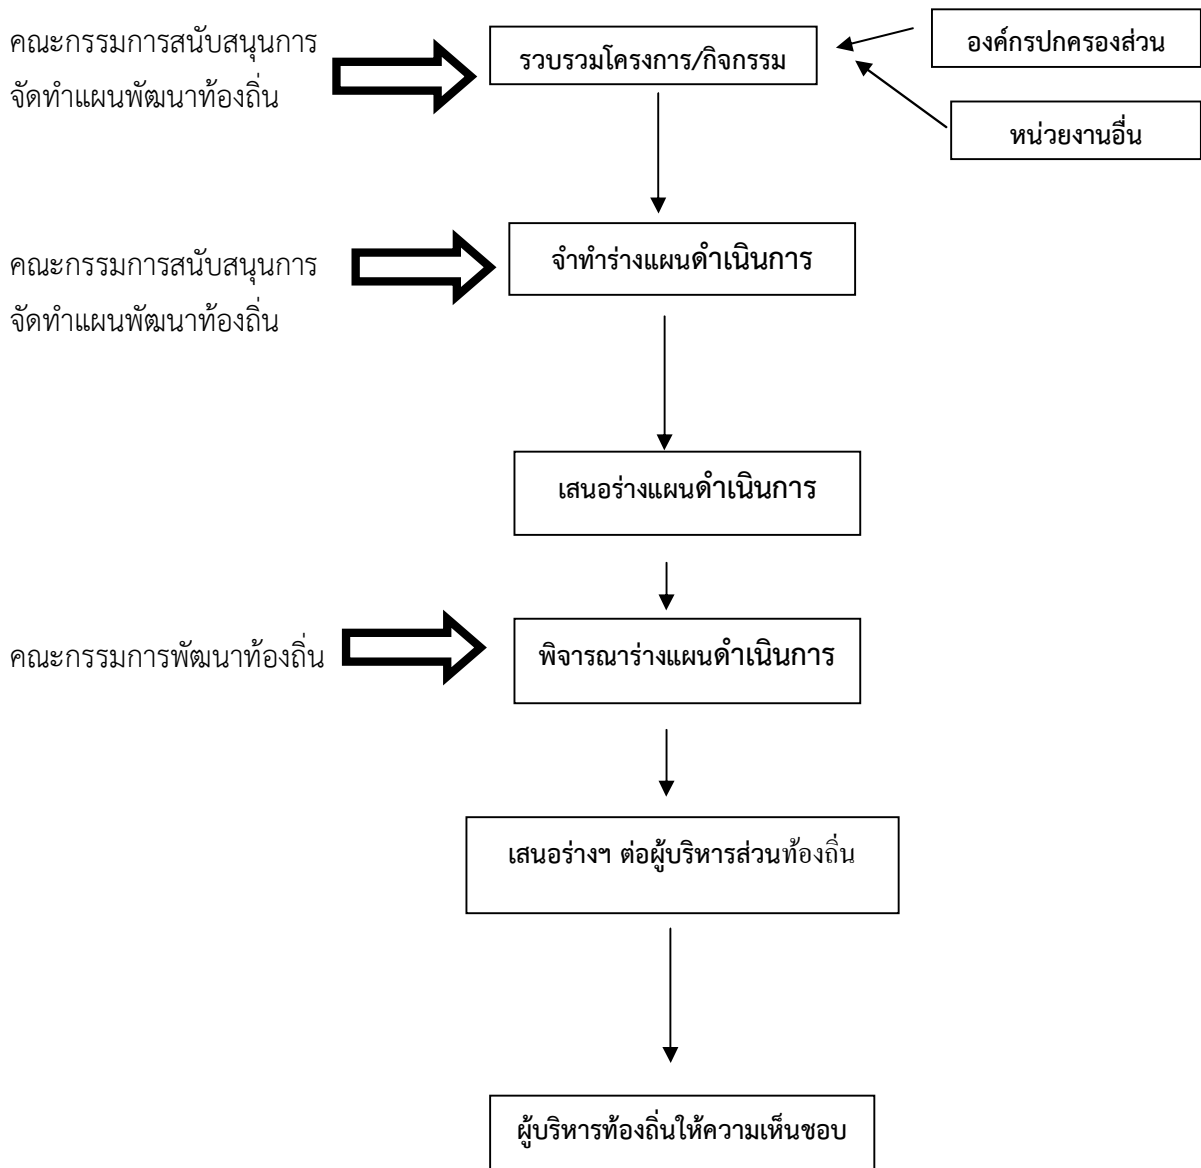 คณะกรรมการสนับสนุนการ
จัดทำแผนพัฒนาท้องถิ่น
รวบรวมโครงการ/กิจกรรม
องค์กรปกครองส่วน
หน่วยงานอื่น
คณะกรรมการสนับสนุนการ
จัดทำแผนพัฒนาท้องถิ่น
จำทำร่างแผนดำเนินการ
เสนอร่างแผนดำเนินการ
คณะกรรมการพัฒนาท้องถิ่น
พิจารณาร่างแผนดำเนินการ
เสนอร่างฯ ต่อผู้บริหารส่วนท้องถิ่น
ผู้บริหารท้องถิ่นให้ความเห็นชอบ